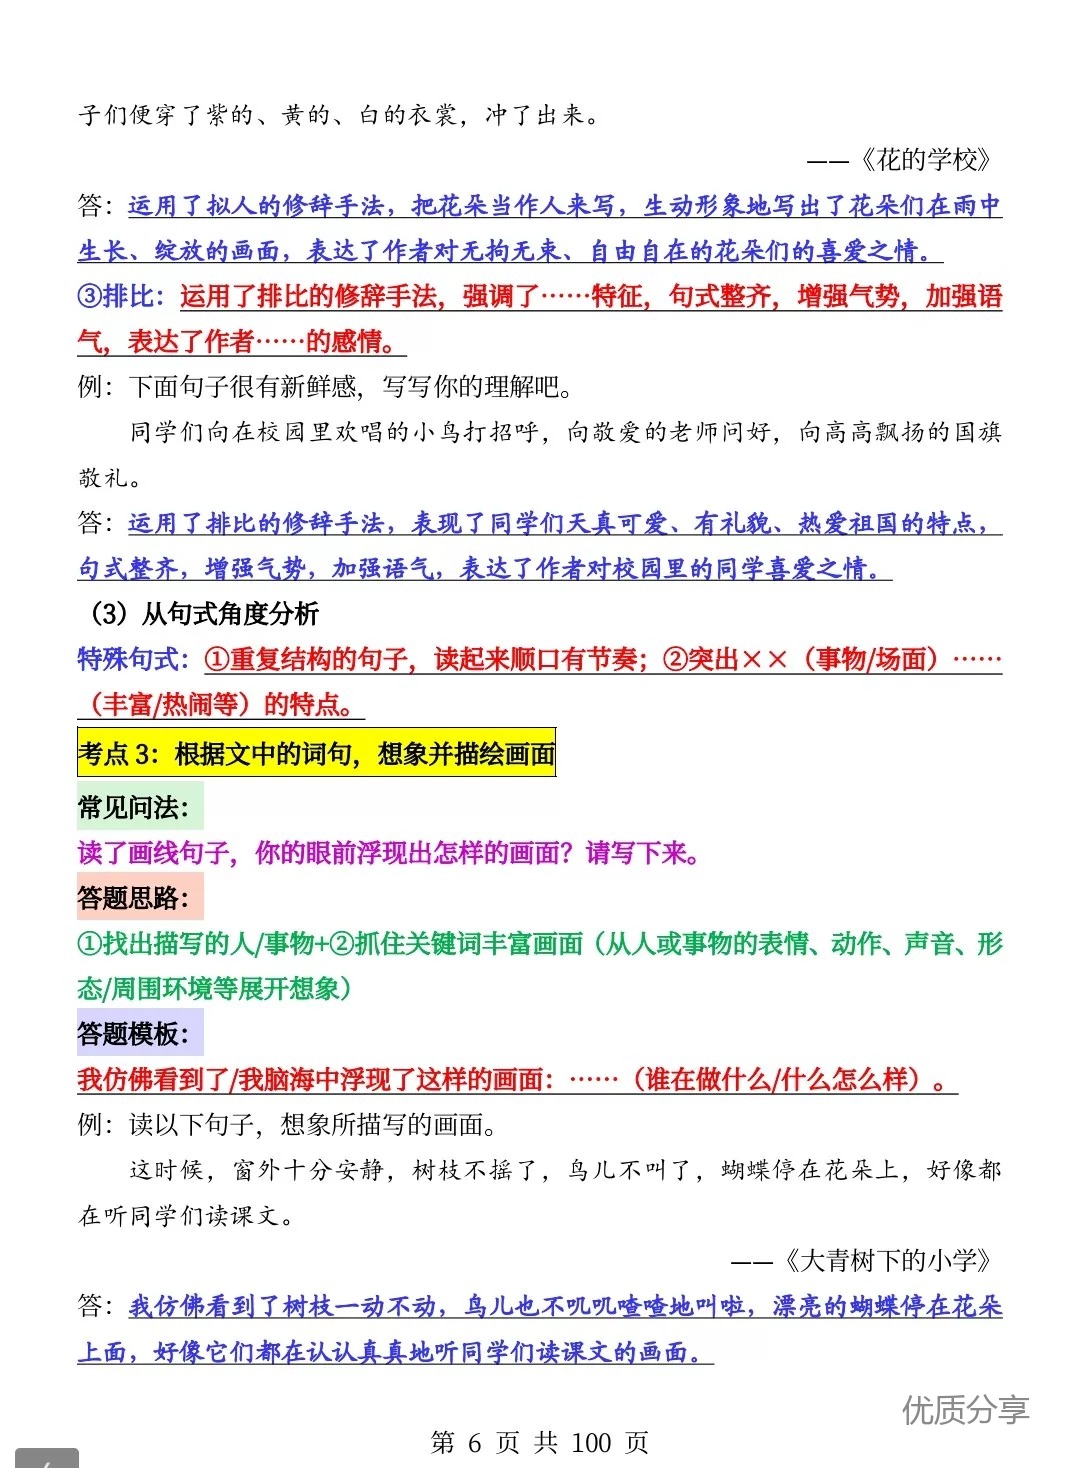 子们便穿了紫的、黄的、白的衣裳，冲了出来。
——《花的学校》
答：运用了拟人的修辞手法，把花朵当作人来写，生动形象地写出了花朵们在雨中
生长、绽放的画面，表达了作者对无拘无束、自由自在的花朵们的喜爱之情。
③排比：运用了排比的修辞手法，强调了……特征，句式整齐，增强气势，加强语
气，表达了作者……的感情。
例：下面句子很有新鲜感，写写你的理解吧。
同学们向在校园里欢唱的小鸟打招呼，向敬爱的老师问好，向高高飘扬的国旗
敬礼。
答：运用了排比的修辞手法，表现了同学们天真可爱、有礼貌、热爱祖国的特点，
句式整齐，增强气势，加强语气，表达了作者对校园里的同学喜爱之情。
（3）从句式角度分析
特殊句式：①重复结构的句子，读起来顺口有节奏；②突出××（事物/场面）……
（丰富/热闹等）的特点。
考点 3：根据文中的词句，想象并描绘画面
常见问法：
读了画线句子，你的眼前浮现出怎样的画面？请写下来。
答题思路：
①找出描写的人/事物+②抓住关键词丰富画面（从人或事物的表情、动作、声音、形
态/周围环境等展开想象）
答题模板：
我仿佛看到了/我脑海中浮现了这样的画面：……（谁在做什么/什么怎么样）。
例：读以下句子，想象所描写的画面。
这时候，窗外十分安静，树枝不摇了，鸟儿不叫了，蝴蝶停在花朵上，好像都
在听同学们读课文。
——《大青树下的小学》
答：我仿佛看到了树枝一动不动，鸟儿也不叽叽喳喳地叫啦，漂亮的蝴蝶停在花朵
上面，好像它们都在认认真真地听同学们读课文的画面。
优质分享
第 6 页 共 100 页